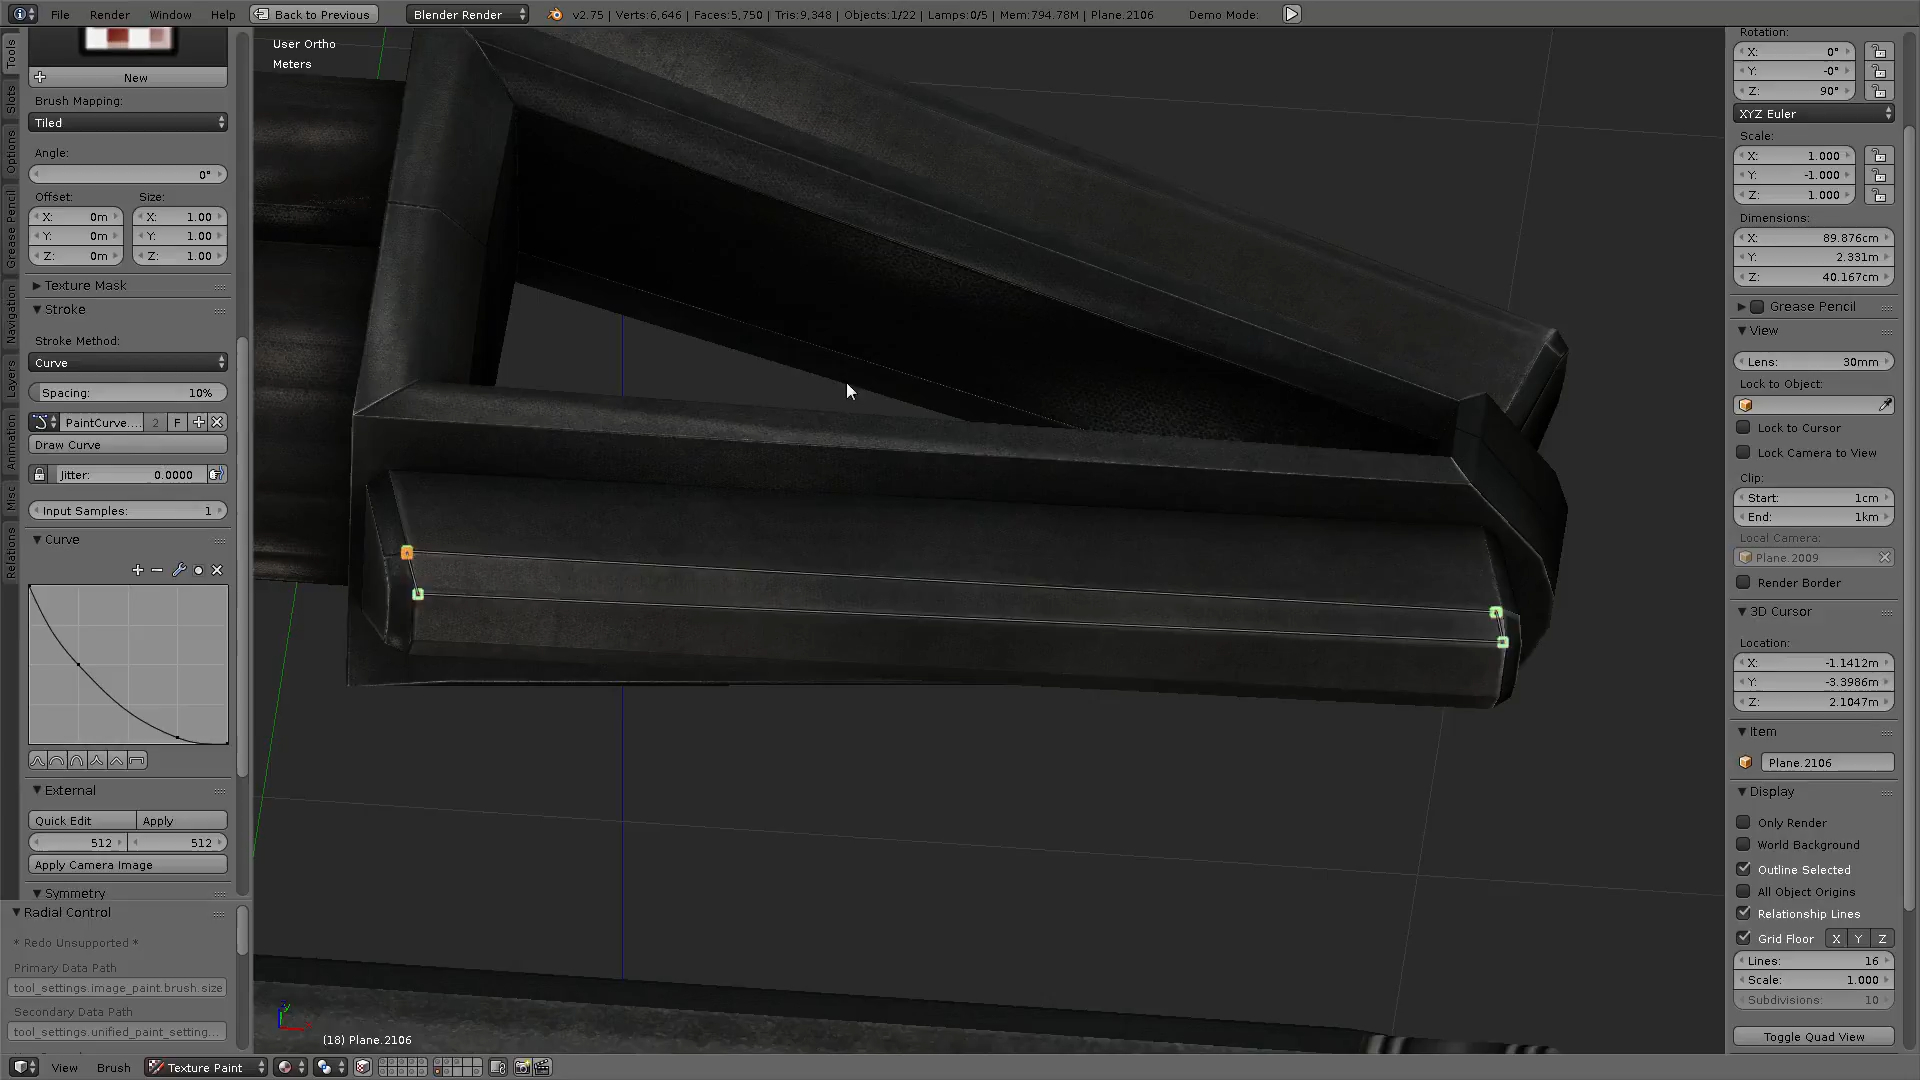 File Render Window Help Back to Previous Blender Render v2.75 | Verts:6,646 | Faces:5,750 | Tris:9,348 | Objects:1/22 | Lamps:0/5 | Mem:794.78M | Plane.2106 Demo Mode:
User Ortho
Meters
Tools
Slots
Options
Grease Pencil
Navigation
Layers
Animation
Misc
Relations
New
Brush Mapping:
Tiled
Angle:
0°
Offset: Size:
X: 0m X: 1.00
Y: 0m Y: 1.00
Z: 0m Z: 1.00
Texture Mask
Stroke
Stroke Method:
Curve
Spacing: 10%
PaintCurve.... 2 F
Draw Curve
Jitter: 0.0000
Input Samples: 1
Curve
External
Quick Edit Apply
512 512
Apply Camera Image
Symmetry
Radial Control
* Redo Unsupported *
Primary Data Path
tool_settings.image_paint.brush.size
Secondary Data Path
tool_settings.unified_paint_setting...
Rotation:
X: 0°
Y: -0°
Z: 90°
XYZ Euler
Scale:
X: 1.000
Y: -1.000
Z: 1.000
Dimensions:
X: 89.876cm
Y: 2.331m
Z: 40.167cm
Grease Pencil
View
Lens: 30mm
Lock to Object:
Lock to Cursor
Lock Camera to View
Clip:
Start: 1cm
End: 1km
Local Camera:
Plane.2009
Render Border
3D Cursor
Location:
X: -1.1412m
Y: -3.3986m
Z: 2.1047m
Item
Plane.2106
Display
Only Render
World Background
Outline Selected
All Object Origins
Relationship Lines
Grid Floor X Y Z
Lines: 16
Scale: 1.000
Subdivisions: 10
Toggle Quad View
(18) Plane.2106
View Brush Texture Paint